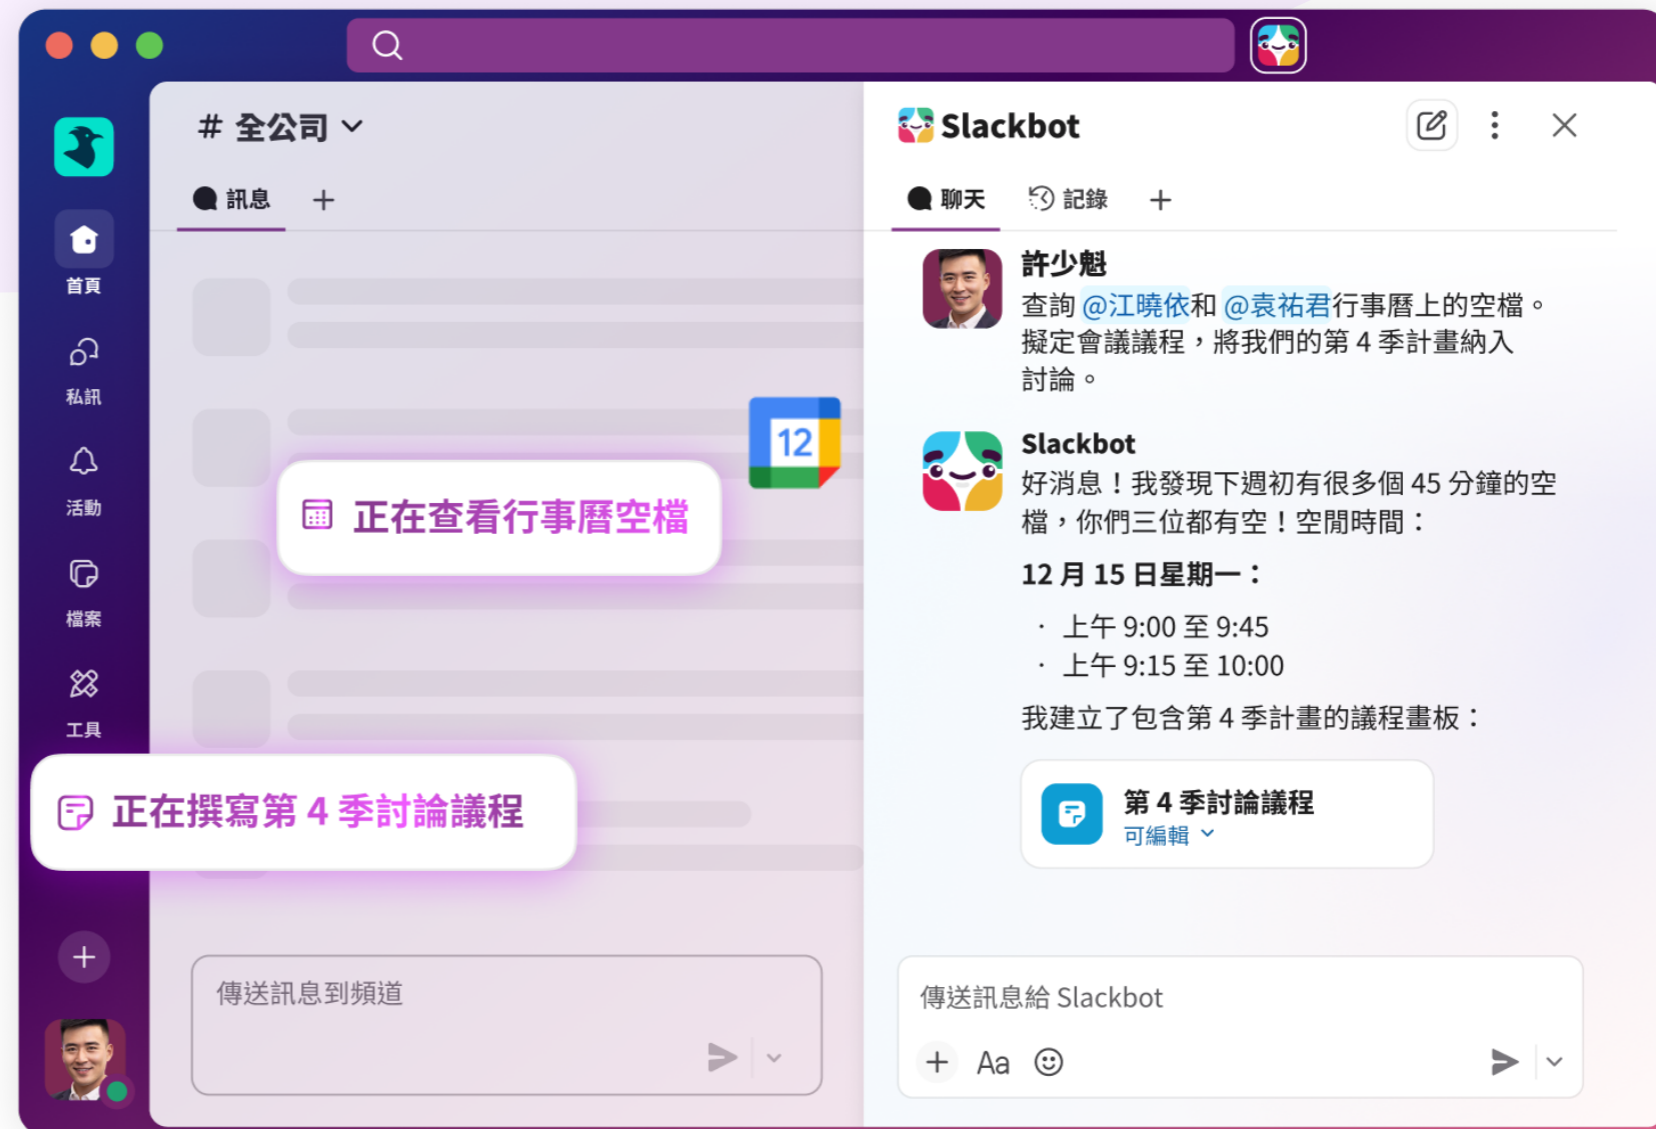 # 全公司
訊息
首頁
私訊
活動
檔案
工具
12
正在查看行事曆空檔
正在撰寫第 4 季討論議程
傳送訊息到頻道
Slackbot
聊天
記錄
許少魁
查詢 @江曉依和 @袁祐君行事曆上的空檔。
擬定會議議程，將我們的第 4 季計畫納入
討論。
Slackbot
好消息！我發現下週初有很多個 45 分鐘的空
檔，你們三位都有空！空閒時間：
12 月 15 日星期一：
· 上午 9:00 至 9:45
· 上午 9:15 至 10:00
我建立了包含第 4 季計畫的議程畫板：
第 4 季討論議程
可編輯
傳送訊息給 Slackbot
Aa